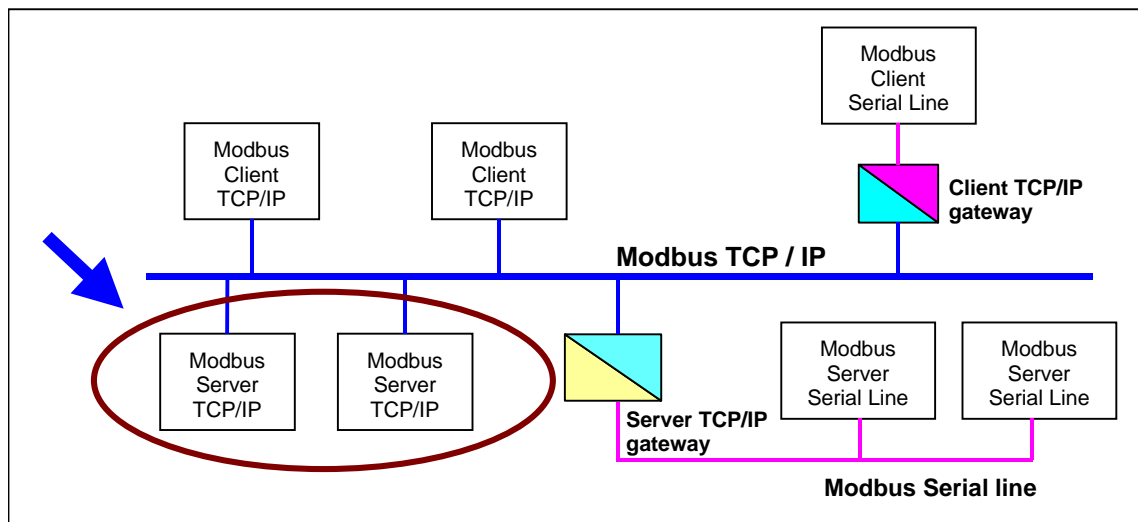 Modbus
Client
Serial Line
Modbus
Client
TCP/IP
Modbus
Client
TCP/IP
Client TCP/IP
gateway
Modbus TCP / IP
Modbus
Server
TCP/IP
Modbus
Server
TCP/IP
Modbus
Server
Serial Line
Modbus
Server
Serial Line
Server TCP/IP
gateway
Modbus Serial line